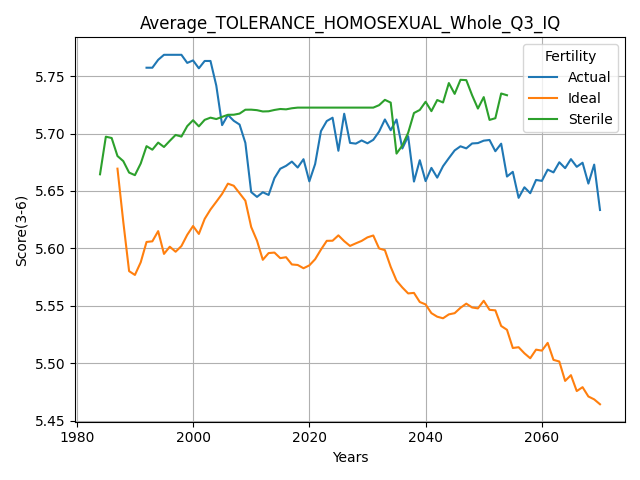 Average_TOLERANCE_HOMOSEXUAL_Whole_Q3_IQ
Fertility
Actual
Ideal
Sterile
Score(3-6)
5.75
5.70
5.65
5.60
5.55
5.50
5.45
1980
2000
2020
2040
2060
Years